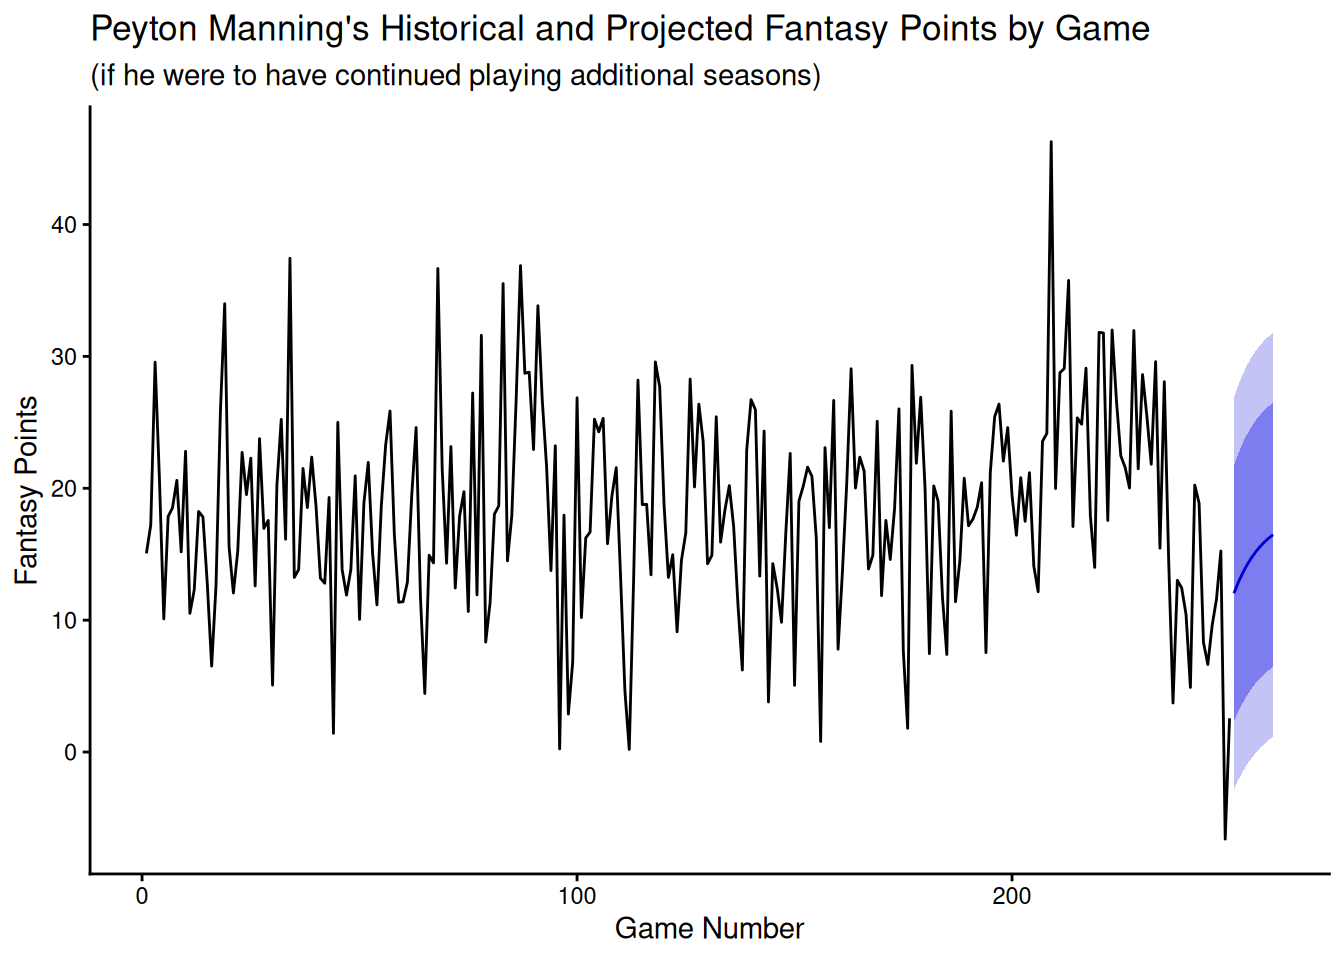 Peyton Manning's Historical and Projected Fantasy Points by Game
(if he were to have continued playing additional seasons)
Fantasy Points
40
30
20
10
0
0
100
200
Game Number